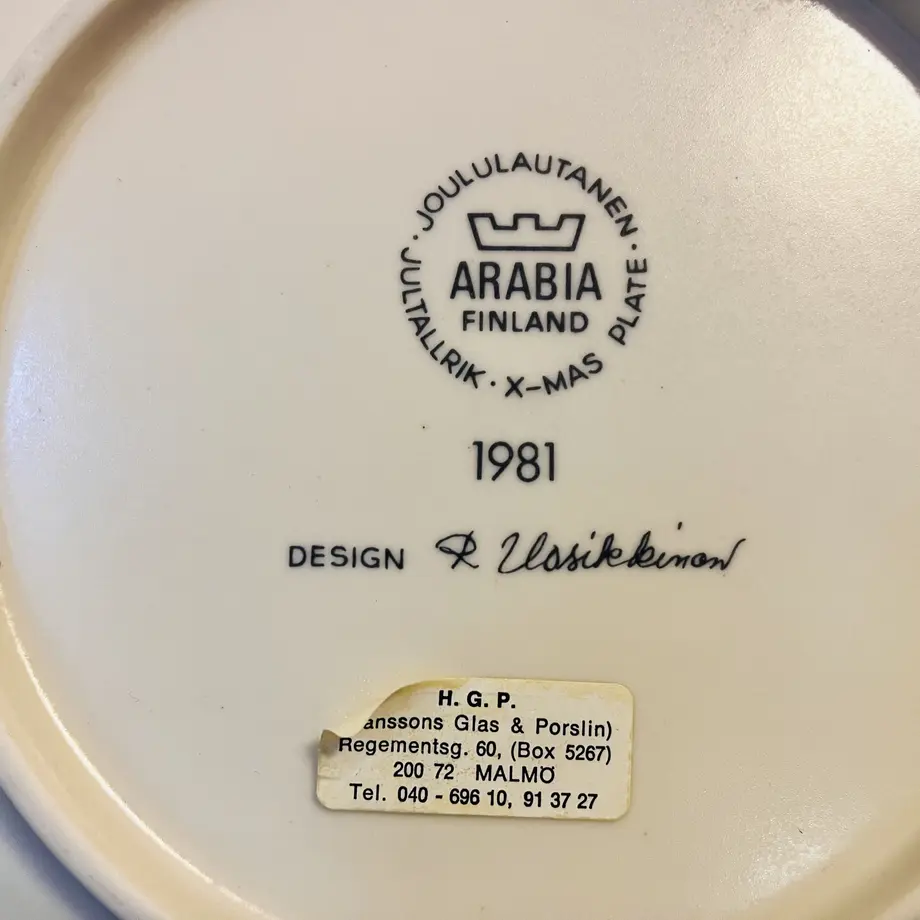 · JOULULAUTANEN ·
JULTALLRIK · X-MAS PLATE
ARABIA
FINLAND
1981
DESIGN R Uosikkinen
H. G. P.
anssons Glas & Porslin)
Regementsg. 60, (Box 5267)
200 72 MALMÖ
Tel. 040 - 696 10, 91 37 27